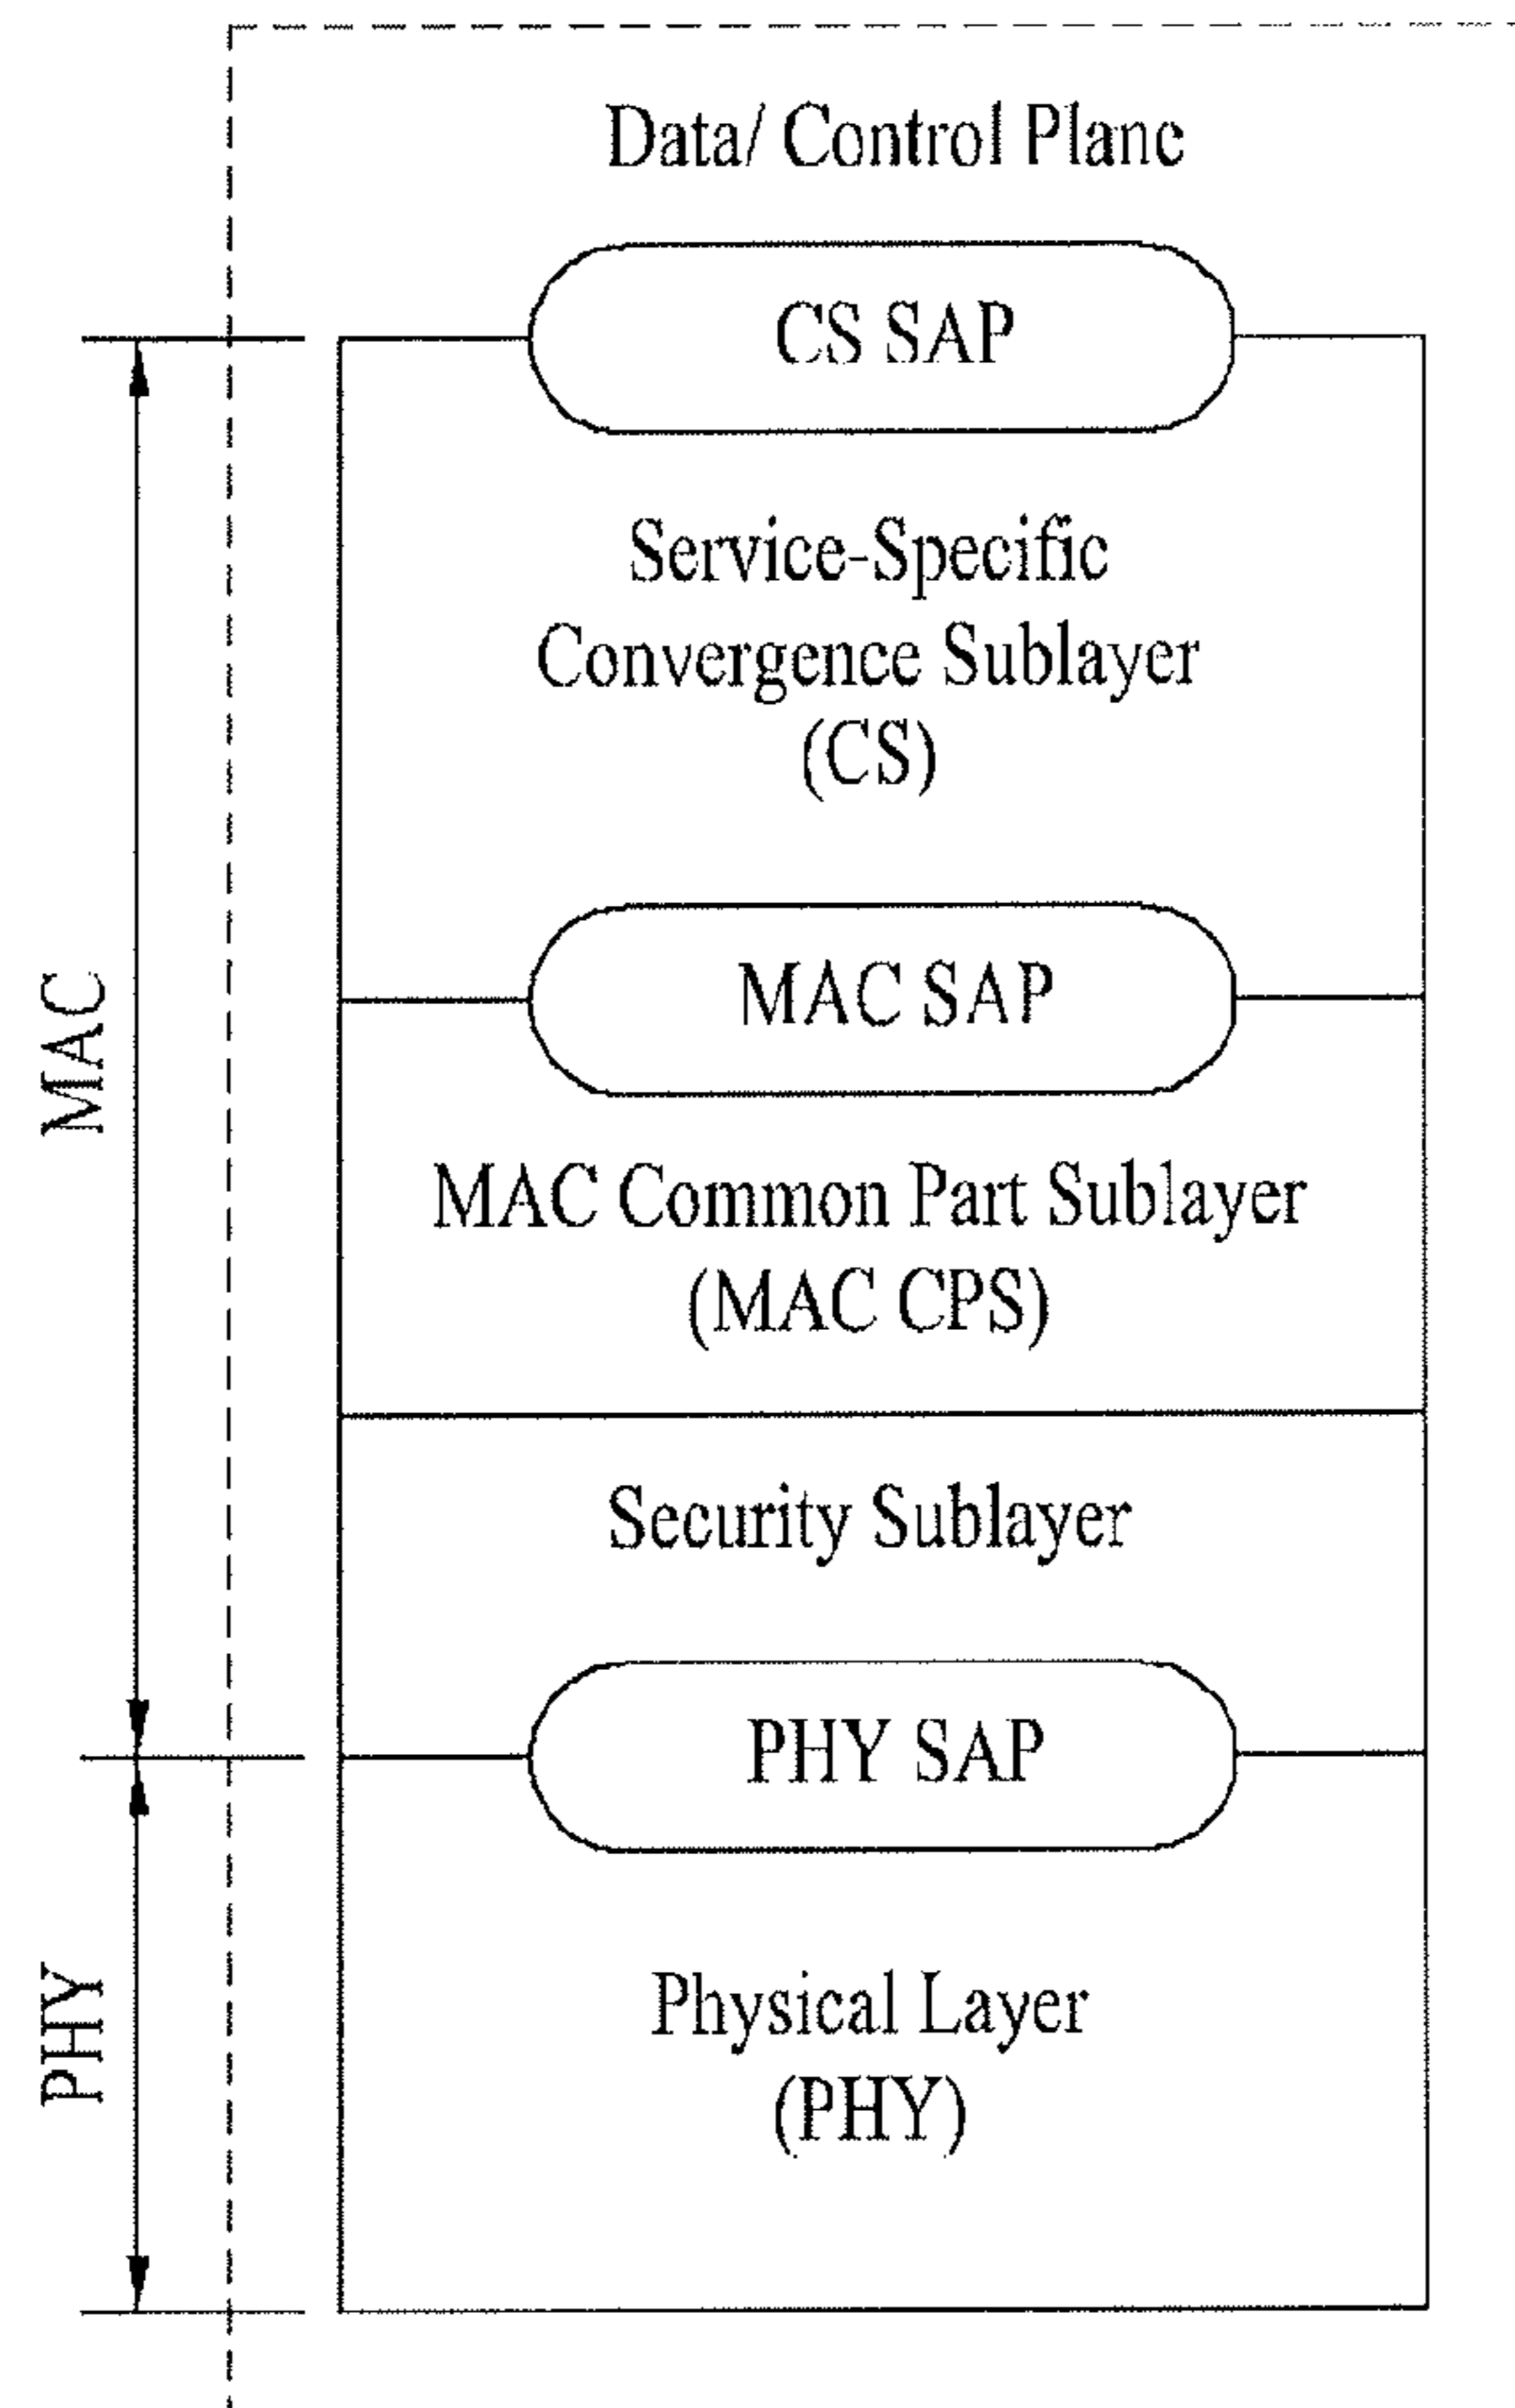 Data/ Control Plane
CS SAP
Service-Specific
Convergence Sublayer
(CS)
MAC
MAC SAP
MAC Common Part Sublayer
(MAC CPS)
Security Sublayer
PHY SAP
PHY
Physical Layer
(PHY)